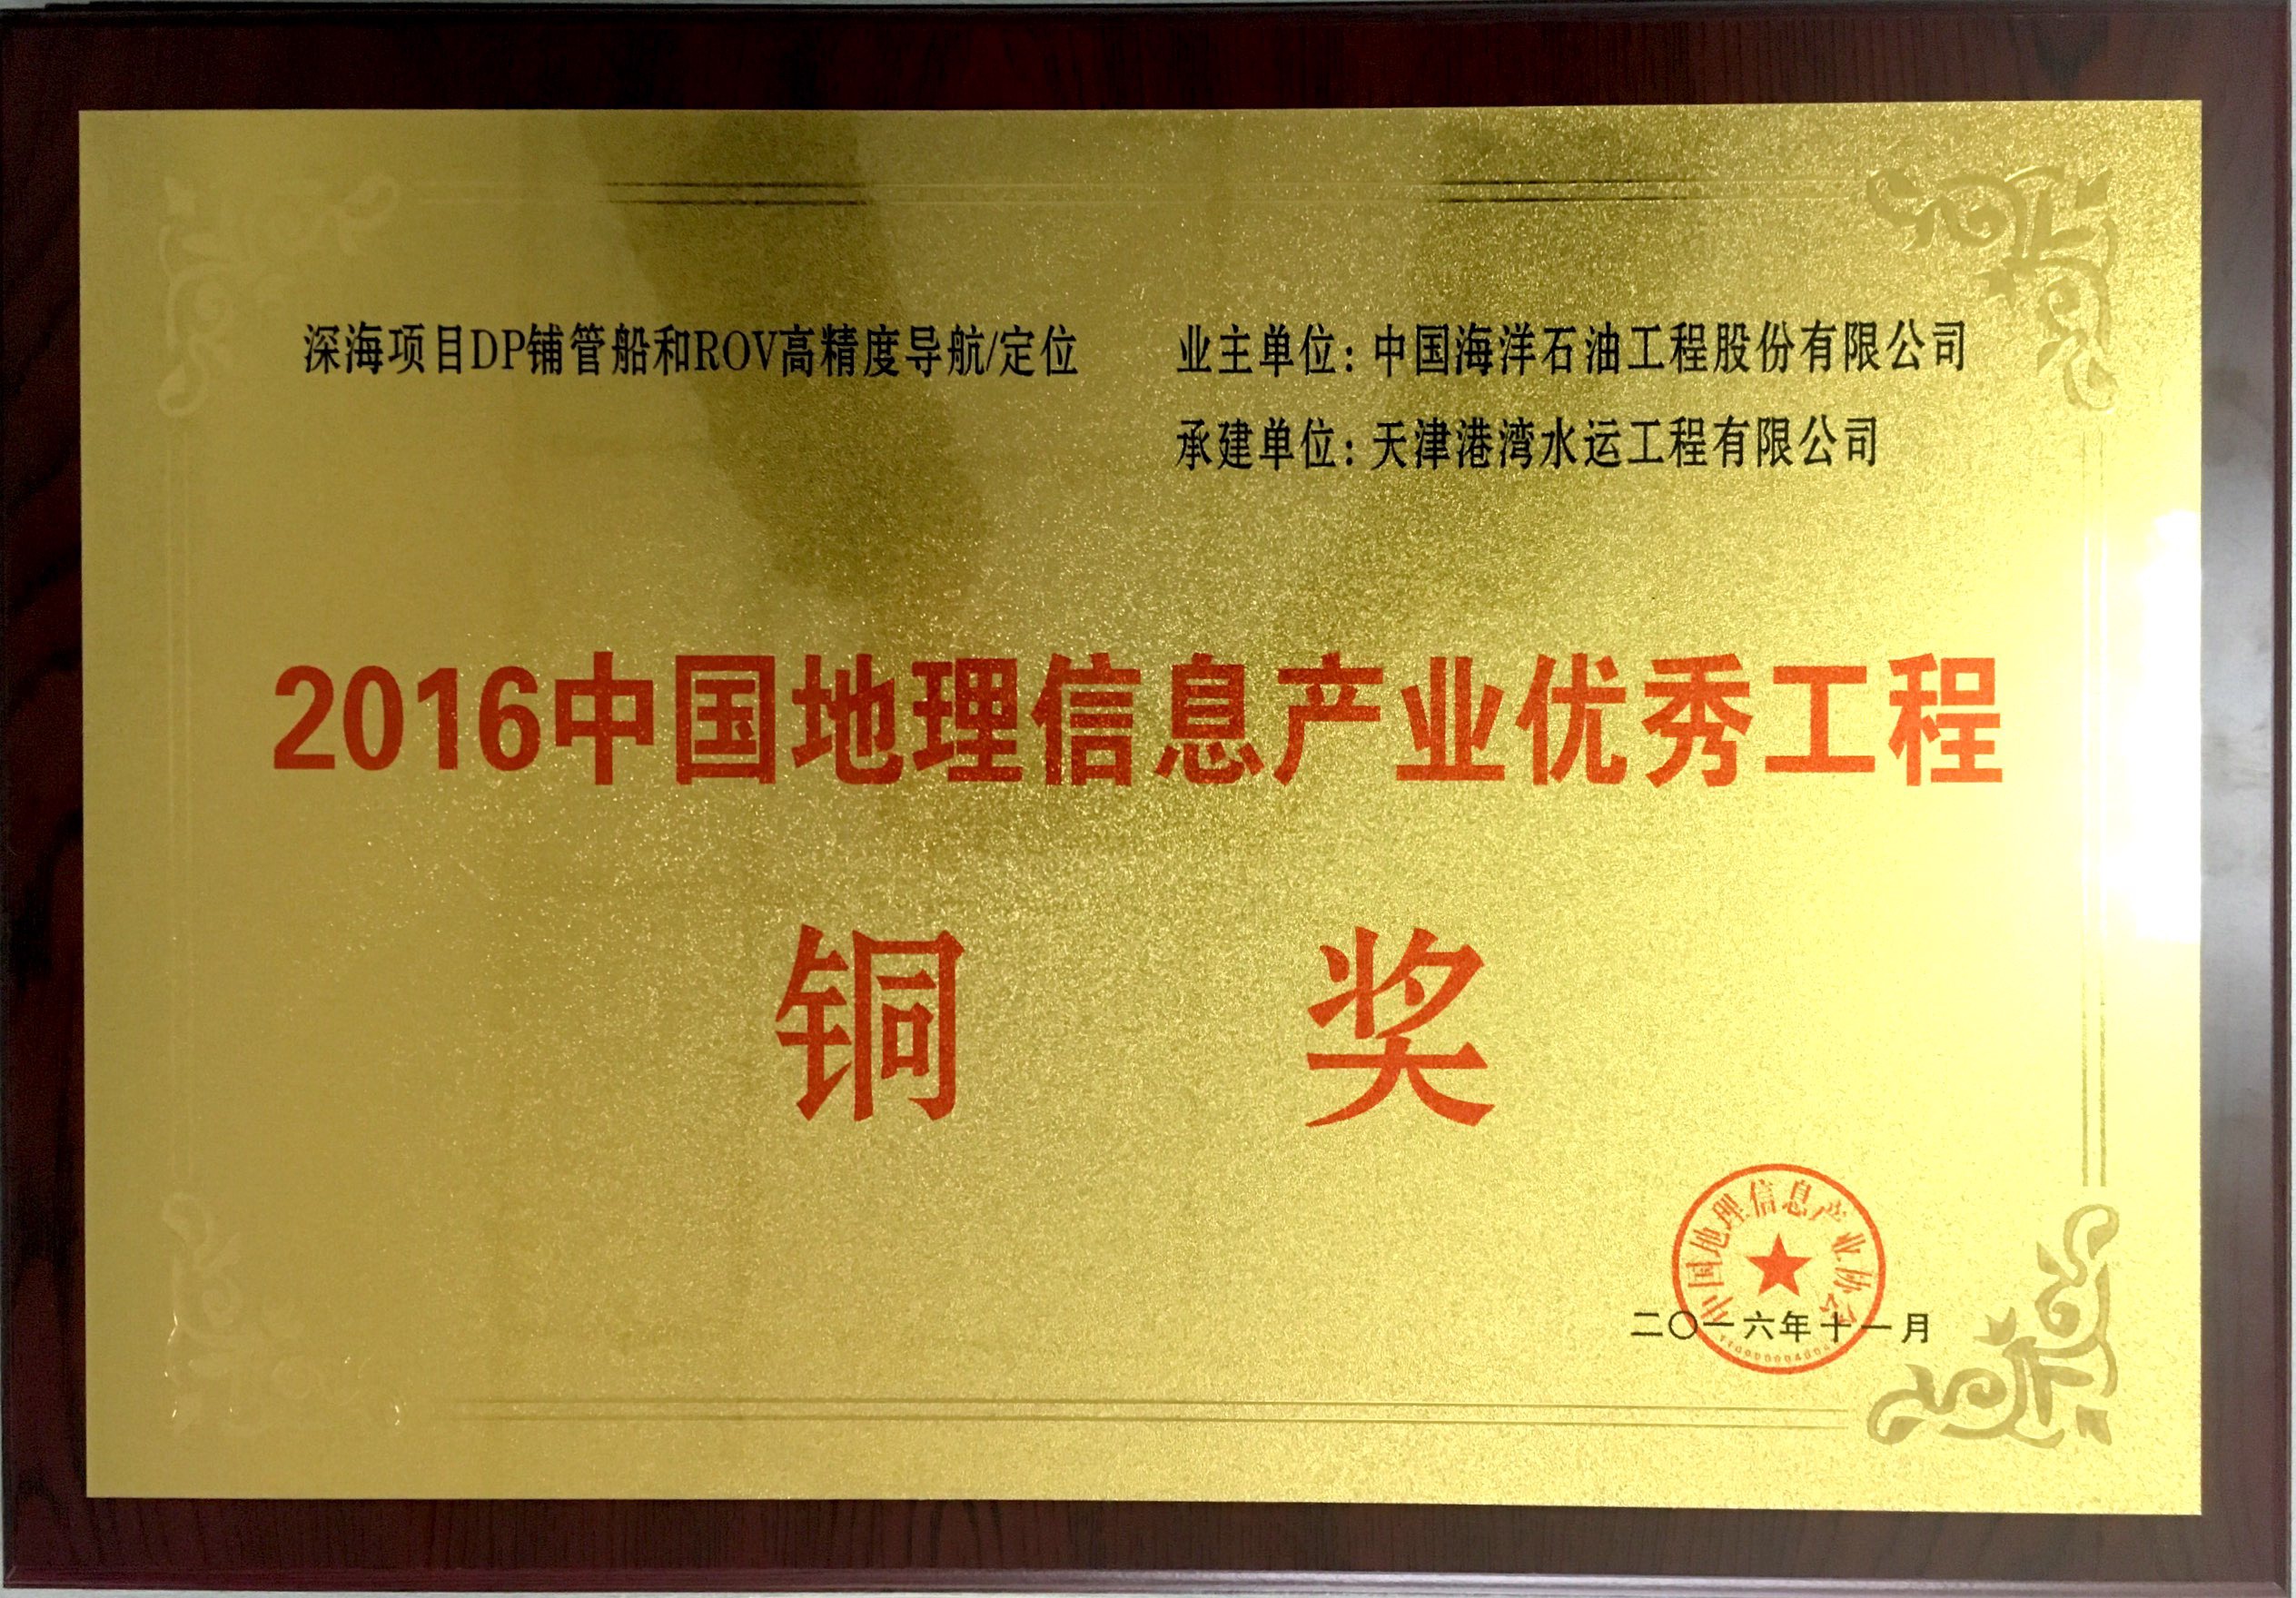 深海项目DP铺管船和ROV高精度导航/定位
业主单位：中国海洋石油工程股份有限公司
承建单位：天津港湾水运工程有限公司
2016中国地理信息产业优秀工程
铜 奖
中国地理信息产业协会
二〇一六年十一月